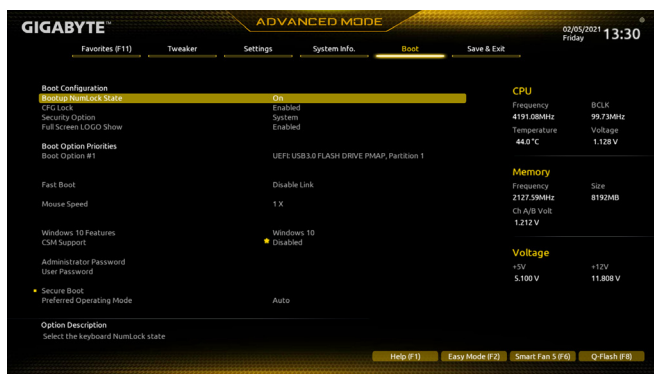 GIGABYTE™
ADVANCED MODE
02/05/2021
Friday
13:30
Favorites (F11) Tweaker Settings System Info. Boot Save & Exit
Boot Configuration
Bootup NumLock State On
CFG Lock Enabled
Security Option System
Full Screen LOGO Show Enabled
Boot Option Priorities
Boot Option #1 UEFI: USB3.0 FLASH DRIVE PMAP, Partition 1
Fast Boot Disable Link
Mouse Speed 1 X
Windows 10 Features Windows 10
CSM Support Disabled
Administrator Password
User Password
Secure Boot
Preferred Operating Mode Auto
Option Description
Select the keyboard NumLock state
CPU
Frequency BCLK
4191.08MHz 99.73MHz
Temperature Voltage
44.0 °C 1.128 V
Memory
Frequency Size
2127.59MHz 8192MB
Ch A/B Volt
1.212 V
Voltage
+5V +12V
5.100 V 11.808 V
Help (F1) Easy Mode (F2) Smart Fan 5 (F6) Q-Flash (F8)